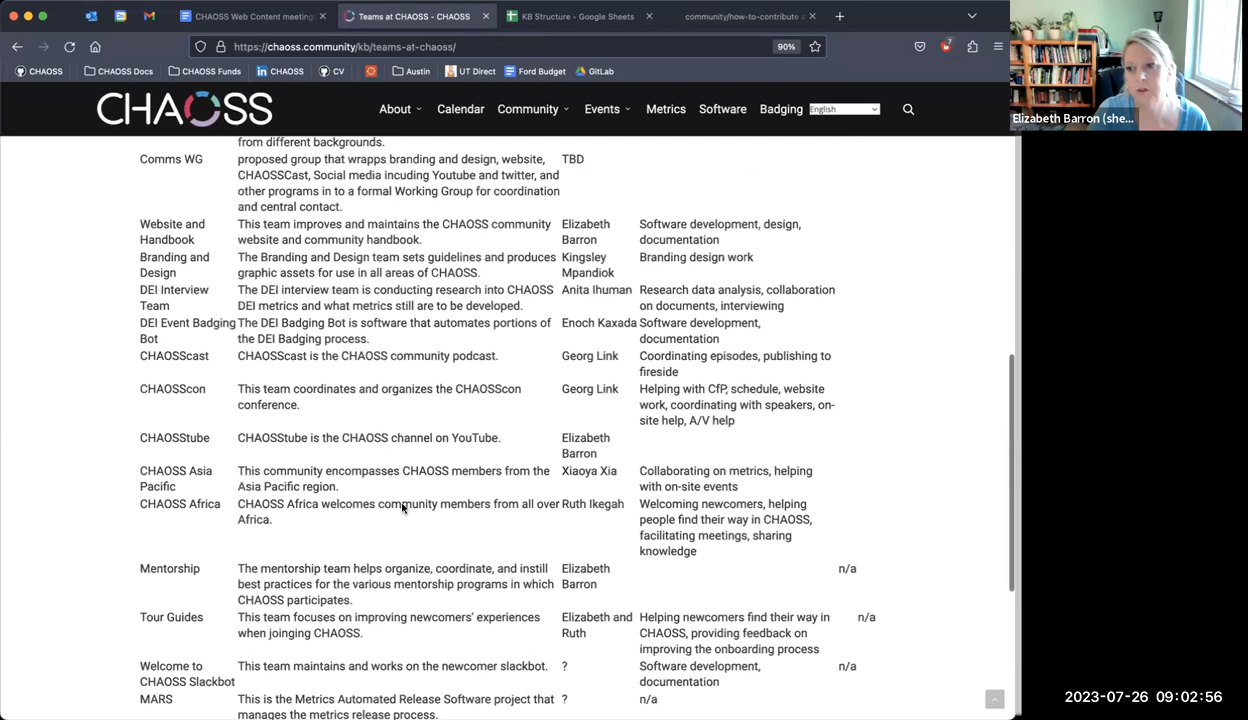 CHAOSS Web Content meeting
Teams at CHAOSS - CHAOSS
KB Structure - Google Sheets
community/how-to-contribute
https://chaoss.community/kb/teams-at-chaoss/
90%
7
CHAOSS
CHAOSS Docs
CHAOSS Funds
CHAOSS
CV
Austin
UT Direct
Ford Budget
GitLab
Elizabeth Barron (she...
CHAOSS
About
Calendar
Community
Events
Metrics
Software
Badging
English
from different backgrounds.
Comms WG
proposed group that wraps branding and design, website,
CHAOSSCast, Social media incuding Youtube and twitter, and
other programs in to a formal Working Group for coordination
and central contact.
TBD
Website and
Handbook
This team improves and maintains the CHAOSS community
website and community handbook.
Elizabeth
Barron
Software development, design,
documentation
Branding and
Design
The Branding and Design team sets guidelines and produces
graphic assets for use in all areas of CHAOSS.
Kingsley
Mpandiok
Branding design work
DEI Interview
Team
The DEI interview team is conducting research into CHAOSS
DEI metrics and what metrics still are to be developed.
Anita Ihuman
Research data analysis, collaboration
on documents, interviewing
DEI Event Badging
Bot
The DEI Badging Bot is software that automates portions of
the DEI Badging process.
Enoch Kaxada
Software development,
documentation
CHAOSScast
CHAOSScast is the CHAOSS community podcast.
Georg Link
Coordinating episodes, publishing to
fireside
CHAOSScon
This team coordinates and organizes the CHAOSScon
conference.
Georg Link
Helping with CfP, schedule, website
work, coordinating with speakers, on-
site help, A/V help
CHAOSStube
CHAOSStube is the CHAOSS channel on YouTube.
Elizabeth
Barron
CHAOSS Asia
Pacific
This community encompasses CHAOSS members from the
Asia Pacific region.
Xiaoya Xia
Collaborating on metrics, helping
with on-site events
CHAOSS Africa
CHAOSS Africa welcomes community members from all over
Africa.
Ruth Ikegah
Welcoming newcomers, helping
people find their way in CHAOSS,
facilitating meetings, sharing
knowledge
Mentorship
The mentorship team helps organize, coordinate, and instill
best practices for the various mentorship programs in which
CHAOSS participates.
Elizabeth
Barron
n/a
Tour Guides
This team focuses on improving newcomers' experiences
when joinging CHAOSS.
Elizabeth and
Ruth
Helping newcomers find their way in
CHAOSS, providing feedback on
improving the onboarding process
n/a
Welcome to
CHAOSS Slackbot
This team maintains and works on the newcomer slackbot.
?
Software development,
documentation
n/a
MARS
This is the Metrics Automated Release Software project that
manages the metrics release process.
?
n/a
2023-07-26 09:02:56